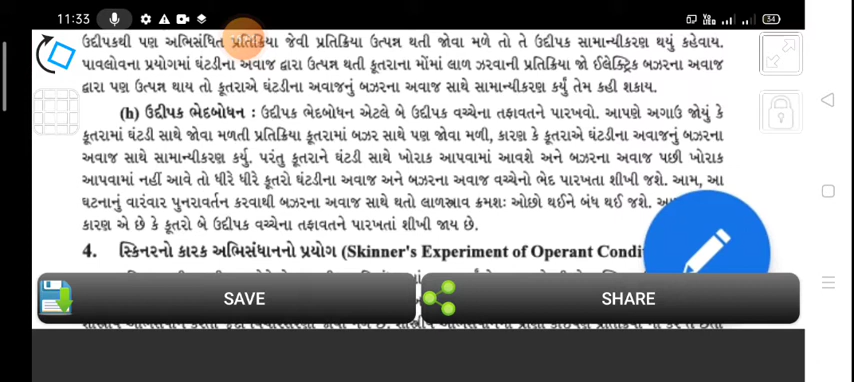 11:33
34
ઉદ્દીપકથી પણ અભિસંધિત પ્રતિક્રિયા જેવી પ્રતિક્રિયા ઉત્પન્ન થતી જોવા મળે તો તે ઉદ્દીપક સામાન્યીકરણ થયું કહેવાય.
પાવલોવના પ્રયોગમાં ઘંટડીના અવાજ દ્વારા ઉત્પન્ન થતી કૂતરાના મોંમાં લાળ ઝરવાની પ્રતિક્રિયા જો ઈલેક્ટ્રિક બઝરના અવાજ
દ્વારા પણ ઉત્પન્ન થાય તો કૂતરાએ ઘંટડીના અવાજનું બઝરના અવાજ સાથે સામાન્યીકરણ કર્યું તેમ કહી શકાય.
(h) ઉદ્દીપક ભેદબોધન : ઉદ્દીપક ભેદબોધન એટલે બે ઉદ્દીપક વચ્ચેના તફાવતને પારખવો. આપણે અગાઉ જોયું કે
કૂતરામાં ઘંટડી સાથે જોવા મળતી પ્રતિક્રિયા કૂતરામાં બઝર સાથે પણ જોવા મળી, કારણ કે કૂતરાએ ઘંટડીના અવાજનું બઝરના
અવાજ સાથે સામાન્યીકરણ કર્યુ. પરંતુ કૂતરાને ઘંટડી સાથે ખોરાક આપવામાં આવશે અને બઝરના અવાજ પછી ખોરાક
આપવામાં નહીં આવે તો ધીરે ધીરે કૂતરો ઘંટડીના અવાજ અને બઝરના અવાજ વચ્ચેનો ભેદ પારખતા શીખી જશે. આમ, આ
ઘટનાનું વારંવાર પુનરાવર્તન કરવાથી બઝરના અવાજ સાથે થતો લાળસ્રાવ ક્રમશઃ ઓછો થઈને બંધ થઈ જશે.
કારણ એ છે કે કૂતરો બે ઉદ્દીપક વચ્ચેના તફાવતને પારખતાં શીખી જાય છે.
4. સ્કિનરનો કારક અભિસંધાનનો પ્રયોગ (Skinner's Experiment of Operant Condi
SAVE
SHARE